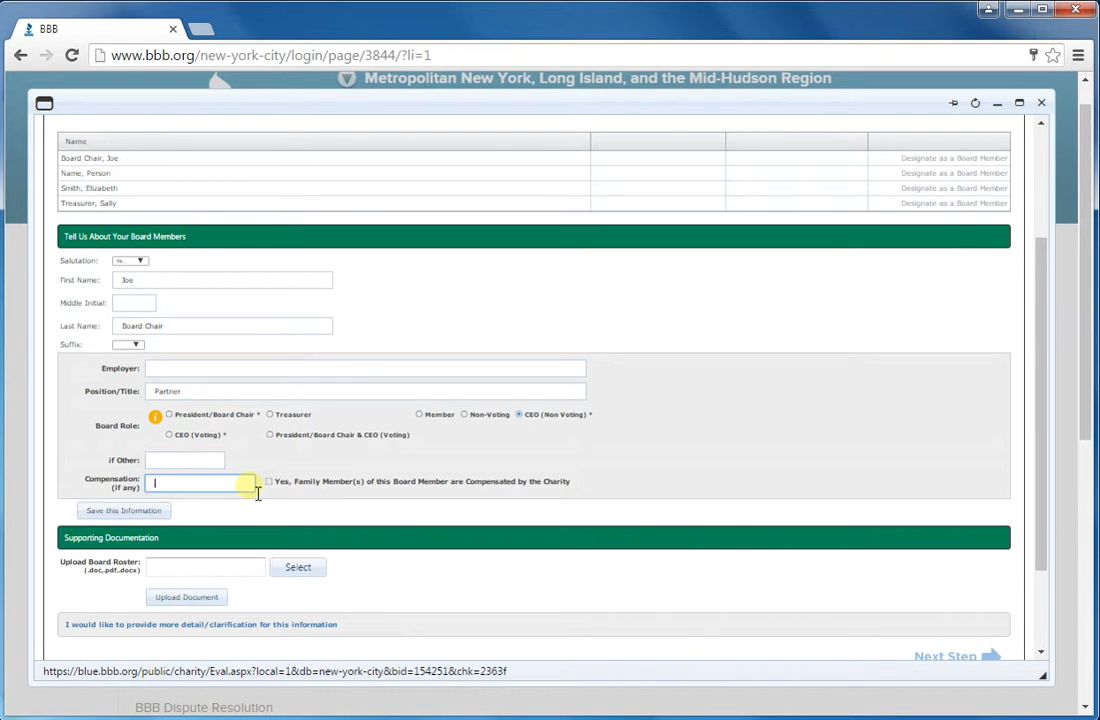 BBB
www.bbb.org/new-york-city/login/page/3844/?li=1
Metropolitan New York, Long Island, and the Mid-Hudson Region
Name
Board Chair, Joe Designate as a Board Member
Name, Person Designate as a Board Member
Smith, Elizabeth Designate as a Board Member
Treasurer, Sally Designate as a Board Member
Tell Us About Your Board Members
Salutation:
First Name: Joe
Middle Initial:
Last Name: Board Chair
Suffix:
Employer:
Position/Title: Partner
Board Role: i President/Board Chair * Treasurer Member Non-Voting CEO (Non Voting) *
CEO (Voting) * President/Board Chair & CEO (Voting)
if Other:
Compensation: Yes, Family Member(s) of this Board Member are Compensated by the Charity
(if any)
Save this Information
Supporting Documentation
Upload Board Roster: Select
(.doc,.pdf,.docx)
Upload Document
I would like to provide more detail/clarification for this information
Next Step
https://blue.bbb.org/public/charity/Eval.aspx?local=1&db=new-york-city&bid=154251&chk=2363f
BBB Dispute Resolution